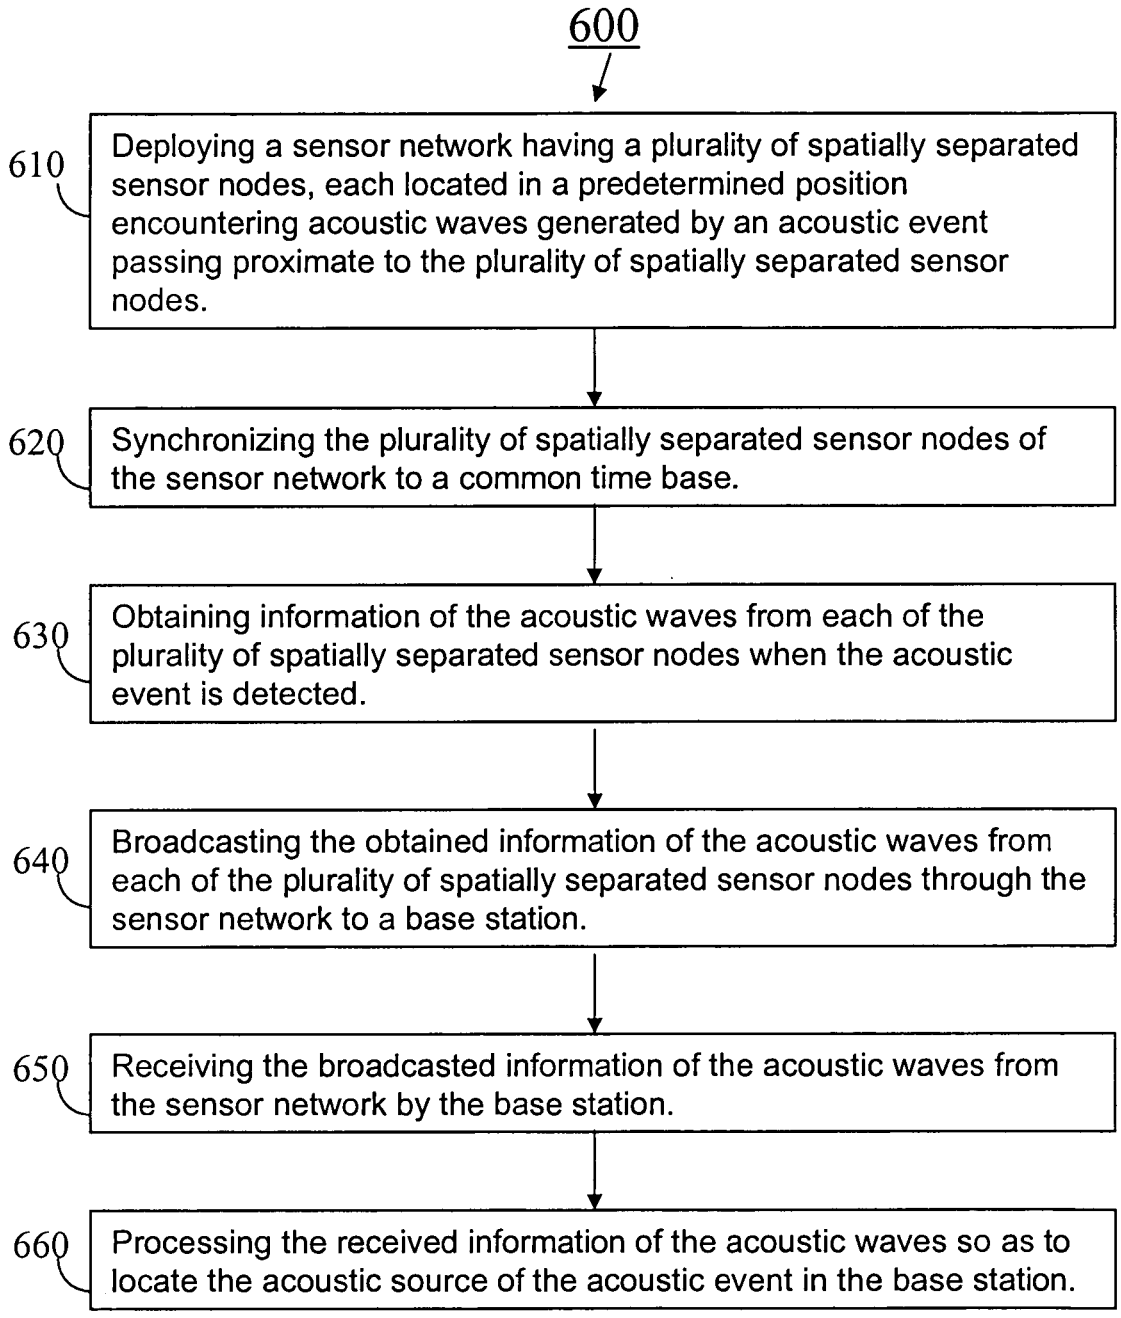 600
610
Deploying a sensor network having a plurality of spatially separated
sensor nodes, each located in a predetermined position
encountering acoustic waves generated by an acoustic event
passing proximate to the plurality of spatially separated sensor
nodes.
620
Synchronizing the plurality of spatially separated sensor nodes of
the sensor network to a common time base.
630
Obtaining information of the acoustic waves from each of the
plurality of spatially separated sensor nodes when the acoustic
event is detected.
640
Broadcasting the obtained information of the acoustic waves from
each of the plurality of spatially separated sensor nodes through the
sensor network to a base station.
650
Receiving the broadcasted information of the acoustic waves from
the sensor network by the base station.
660
Processing the received information of the acoustic waves so as to
locate the acoustic source of the acoustic event in the base station.